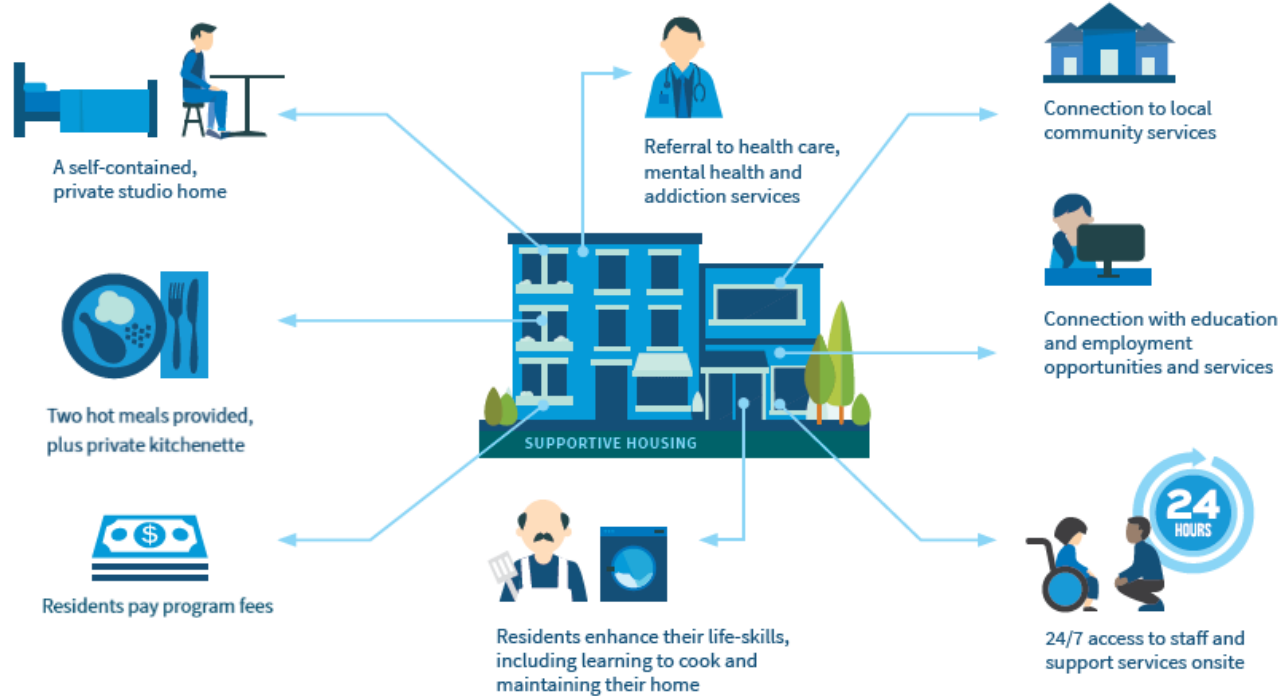 A self-contained,
private studio home
Referral to health care,
mental health and
addiction services
Connection to local
community services
Two hot meals provided,
plus private kitchenette
SUPPORTIVE HOUSING
Connection with education
and employment
opportunities and services
$
Residents pay program fees
Residents enhance their life-skills,
including learning to cook and
maintaining their home
24
HOURS
24/7 access to staff and
support services onsite